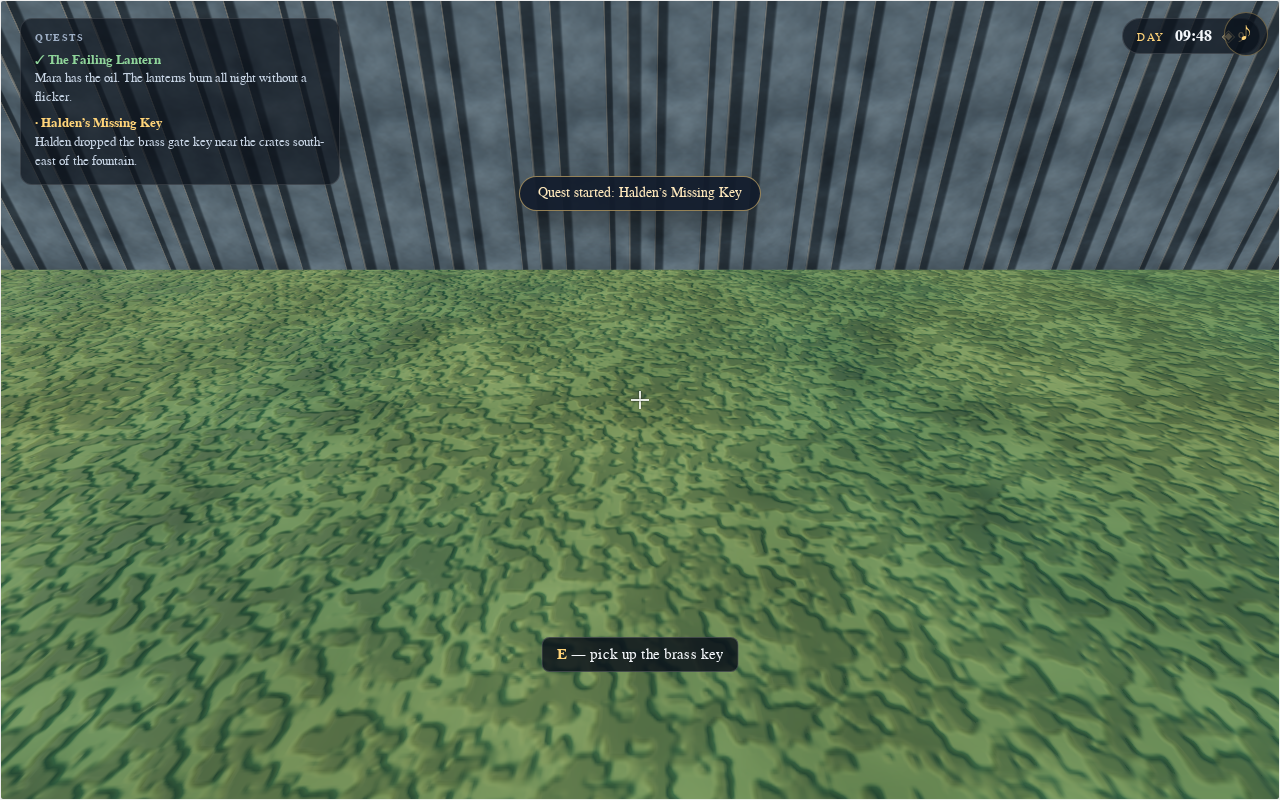 QUESTS
✓ The Failing Lantern
Mara has the oil. The lanterns burn all night without a
flicker.
· Halden's Missing Key
Halden dropped the brass gate key near the crates south-
east of the fountain.
DAY 09:48
Quest started: Halden's Missing Key
E — pick up the brass key